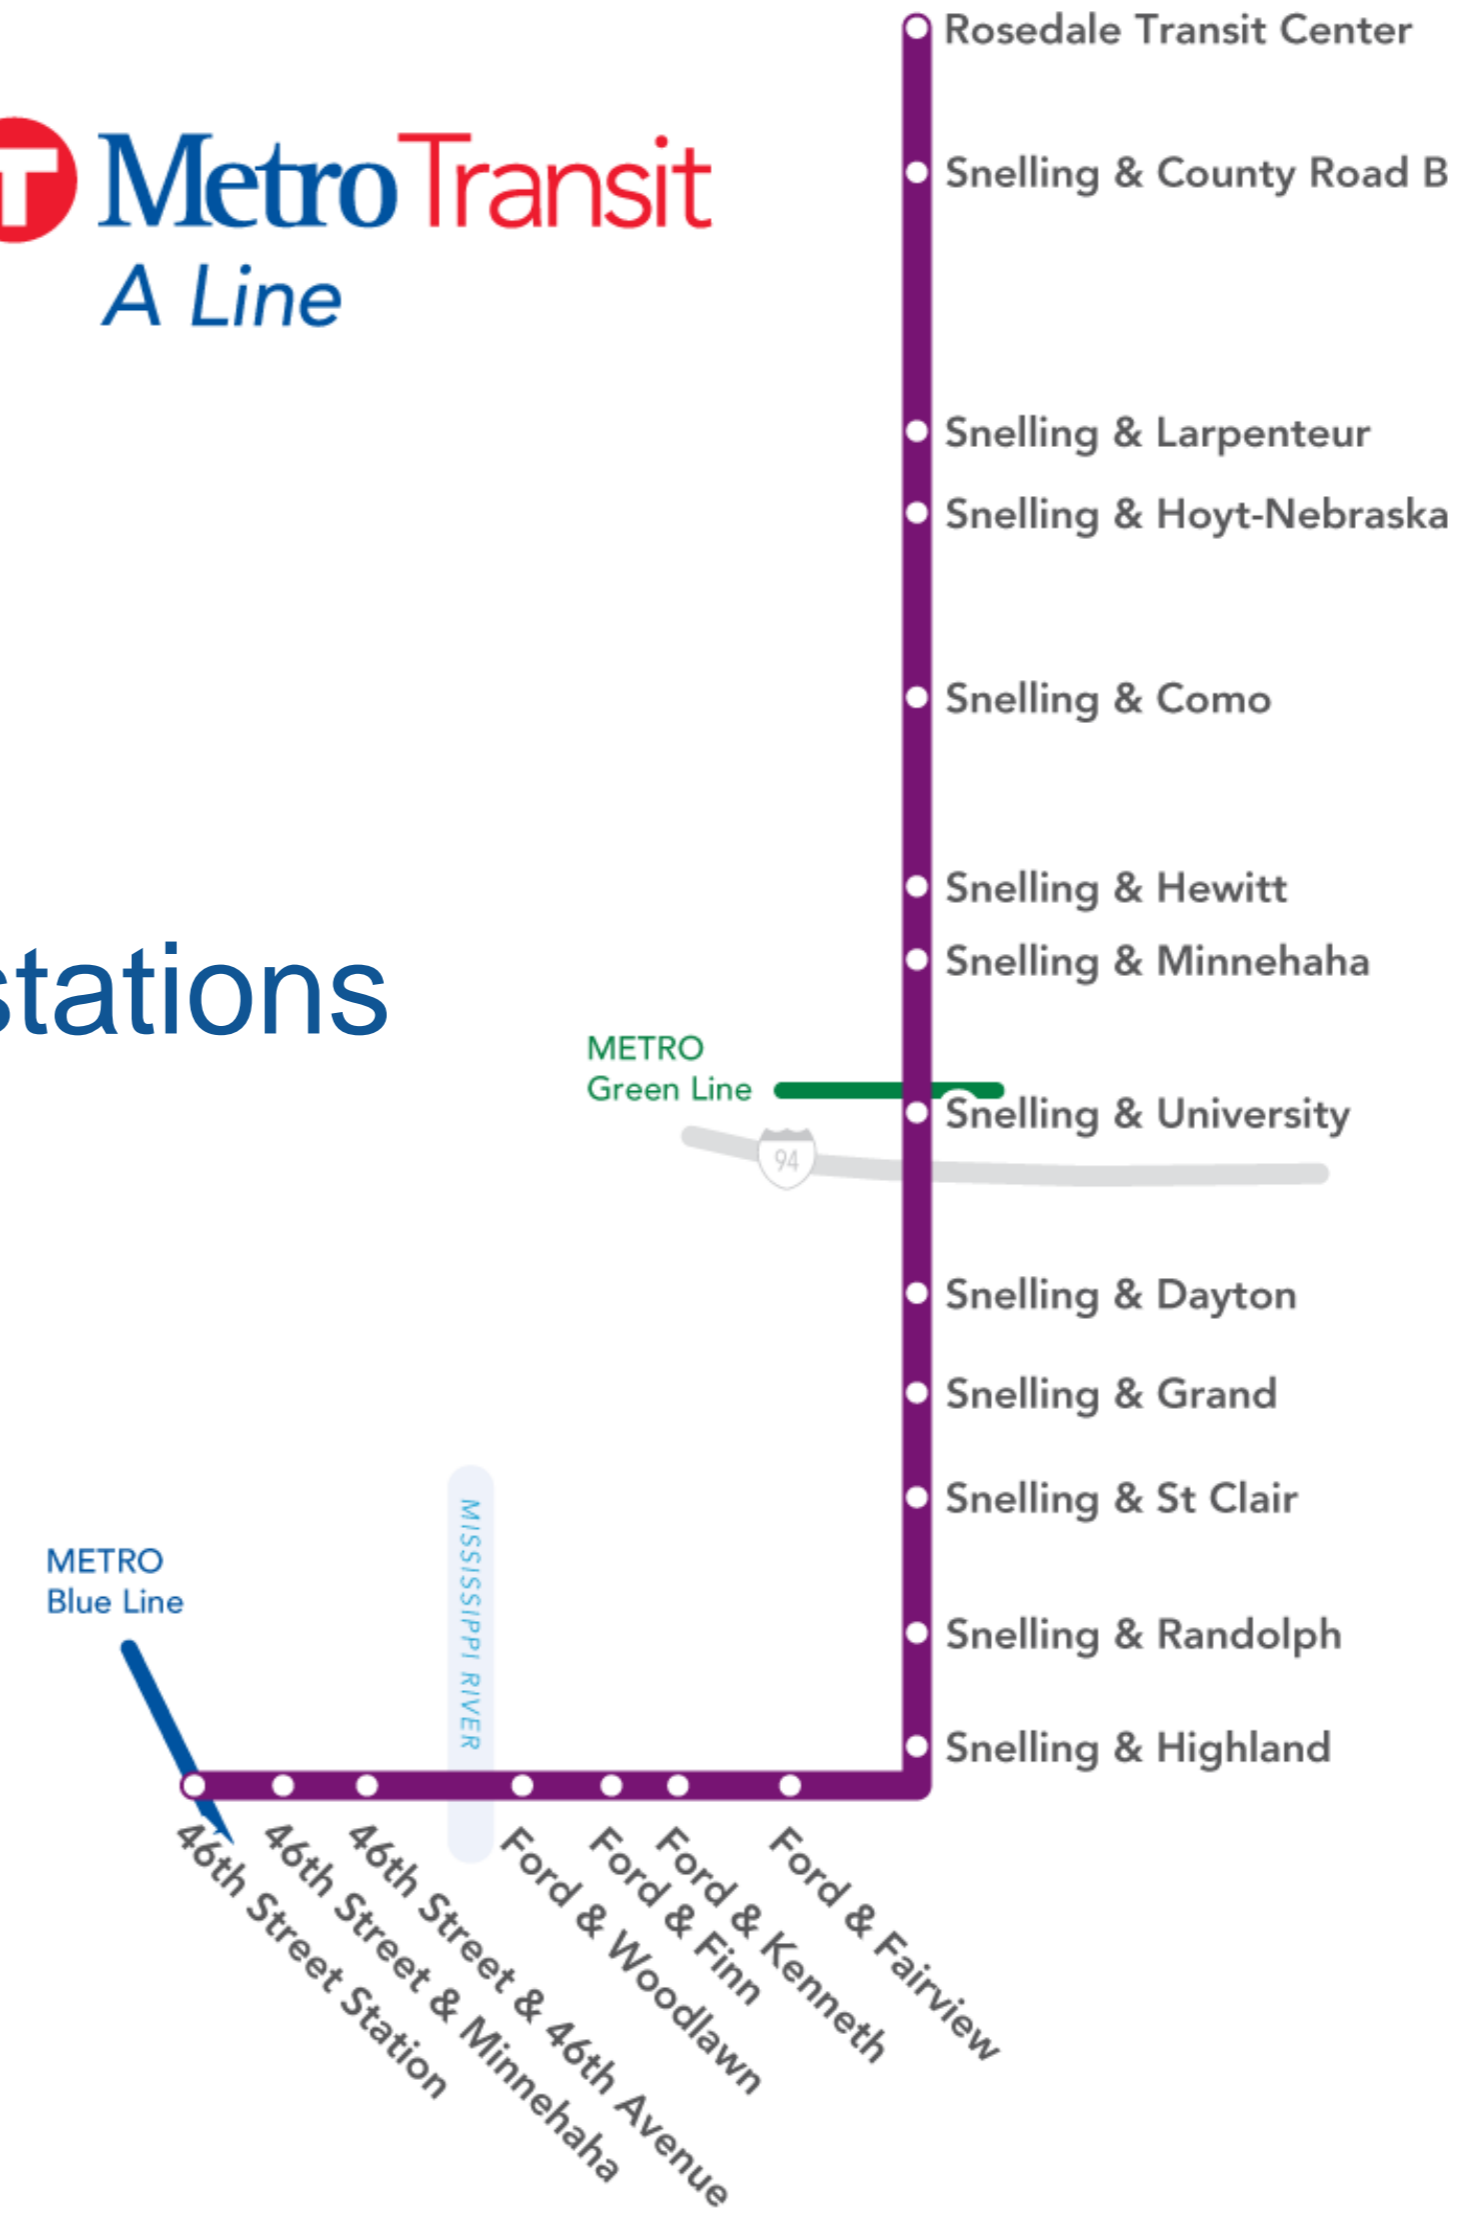 Rosedale Transit Center
T MetroTransit
A Line
Snelling & County Road B
Snelling & Larpenteur
Snelling & Hoyt-Nebraska
Snelling & Como
Snelling & Hewitt
Snelling & Minnehaha
stations
METRO
Green Line
Snelling & University
94
Snelling & Dayton
Snelling & Grand
Snelling & St Clair
MISSISSIPPI RIVER
METRO
Blue Line
Snelling & Randolph
Snelling & Highland
46th Street Station
46th Street & Minnehaha
46th Street & 46th Avenue
Ford & Woodlawn
Ford & Finn
Ford & Kenneth
Ford & Fairview